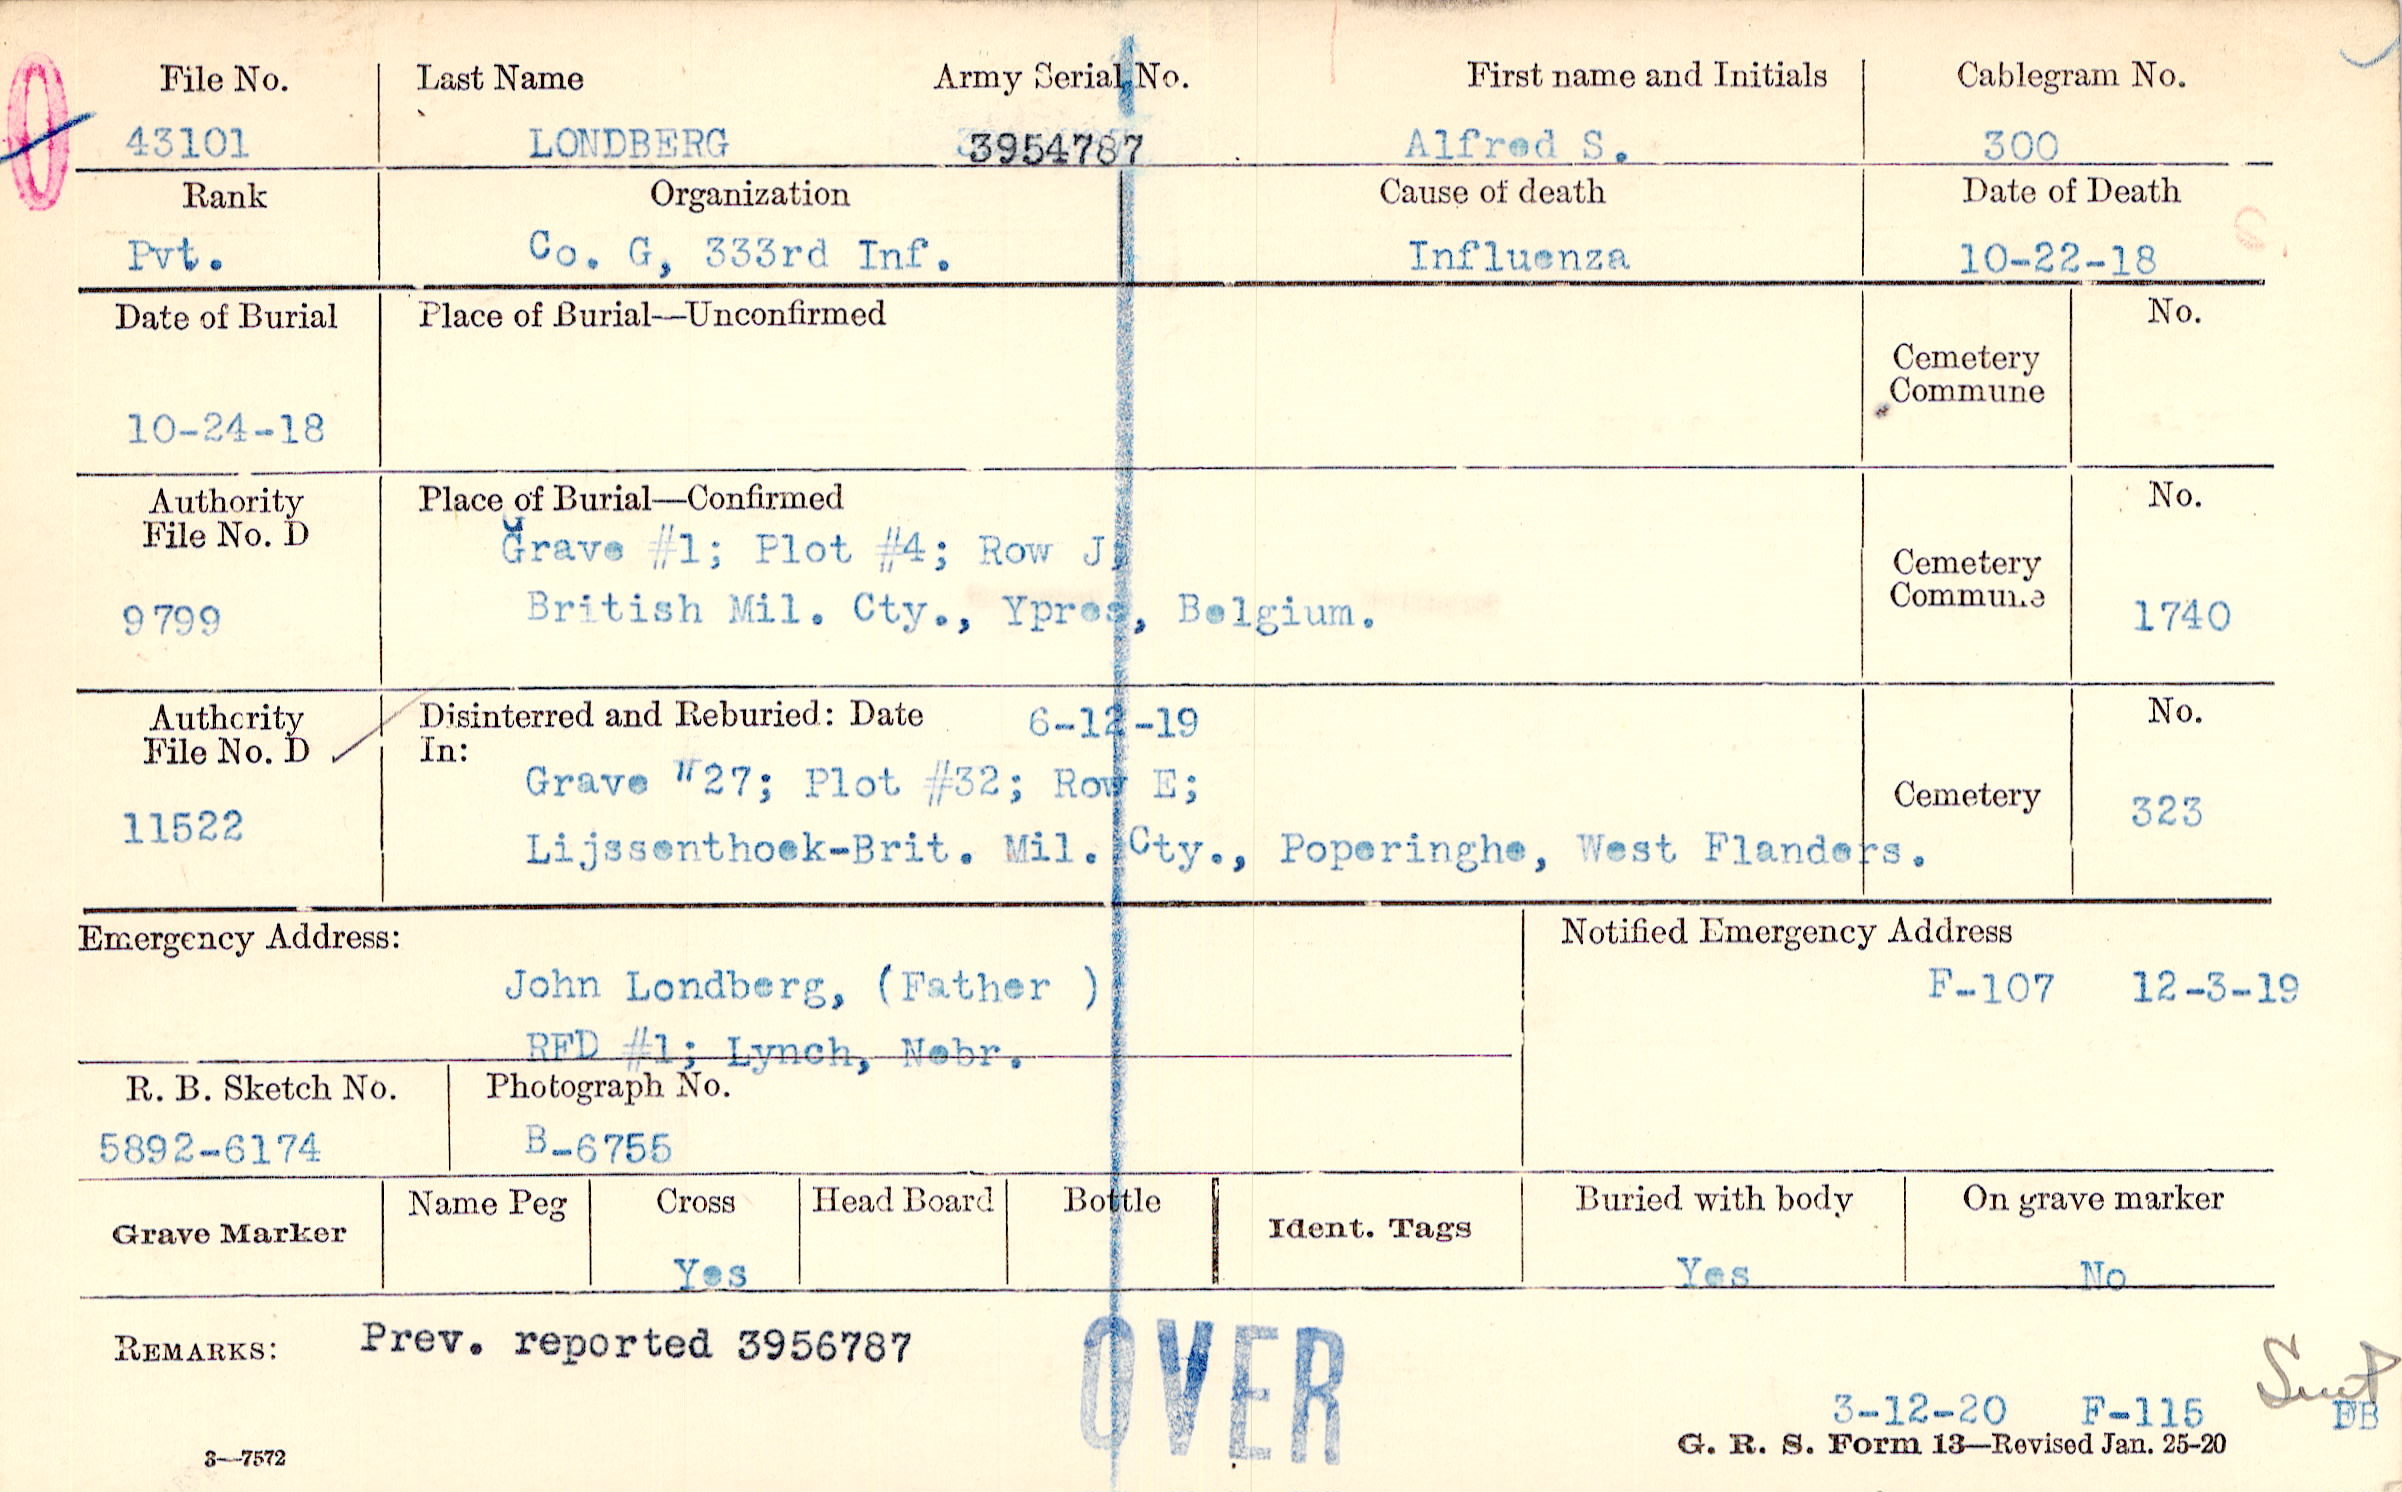 File No. Last Name Army Serial No. First name and Initials Cablegram No.
43101 LONDBERG 3954787 Alfred S. 300
Rank Organization Cause of death Date of Death
Pvt. Co. G, 333rd Inf. Influenza 10-22-18
Date of Burial Place of Burial—Unconfirmed No.
Cemetery
Commune
10-24-18
Authority Place of Burial—Confirmed No.
File No. D
Grave #1; Plot #4; Row J;
Cemetery
Commune
9799 British Mil. Cty., Ypres, Belgium. 1740
Authority Disinterred and Reburied: Date 6-12-19 No.
File No. D In:
Grave #27; Plot #32; Row E;
Cemetery
11522 323
Lijssenthoek-Brit. Mil. Cty., Poperinghe, West Flanders.
Emergency Address: Notified Emergency Address
John Londberg, (Father ) F-107 12-3-19
RFD #1; Lynch, Nebr.
R. B. Sketch No. Photograph No.
5892-6174 B-6755
Grave Marker Name Peg Cross Head Board Bottle Ident. Tags Buried with body On grave marker
Yes Yes No
REMARKS: Prev. reported 3956787
OVER
3-12-20 F-115
G. R. S. Form 13—Revised Jan. 25-20
3—7572